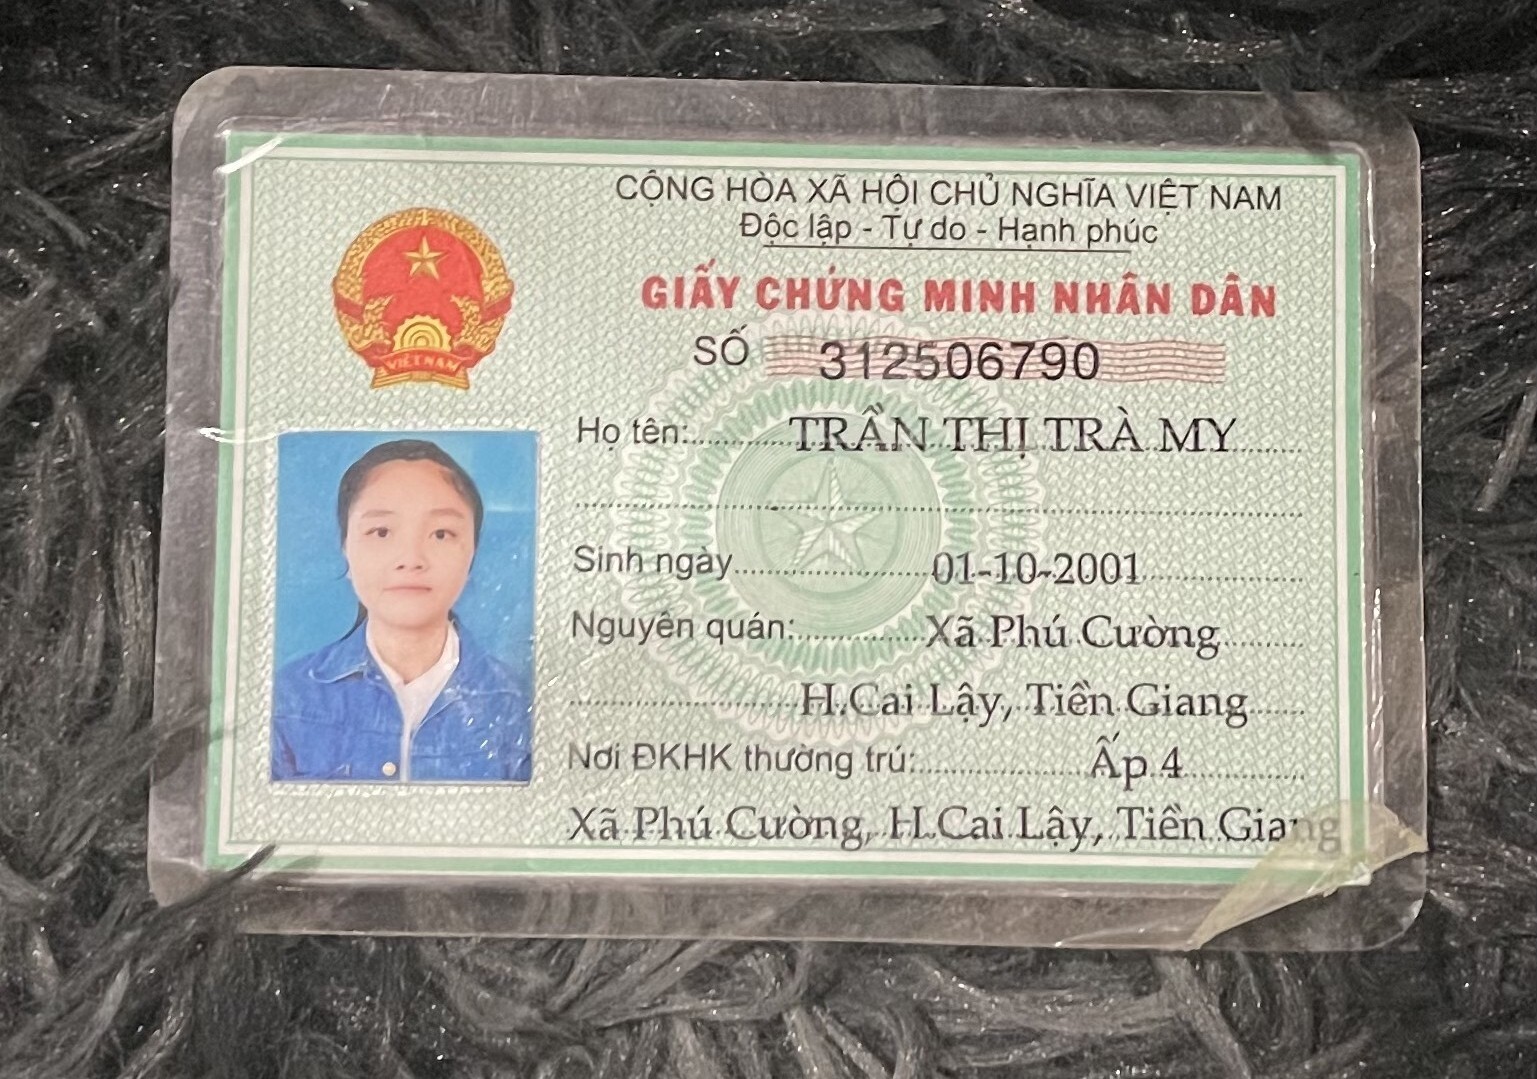 CỘNG HÒA XÃ HỘI CHỦ NGHĨA VIỆT NAM
Độc lập - Tự do - Hạnh phúc
GIẤY CHỨNG MINH NHÂN DÂN
SỐ 312506790
VIỆT NAM
Họ tên: TRẦN THỊ TRÀ MY
Sinh ngày 01-10-2001
Nguyên quán: Xã Phú Cường
H.Cai Lậy, Tiền Giang
Nơi ĐKHK thường trú: Ấp 4
Xã Phú Cường, H.Cai Lậy, Tiền Giang